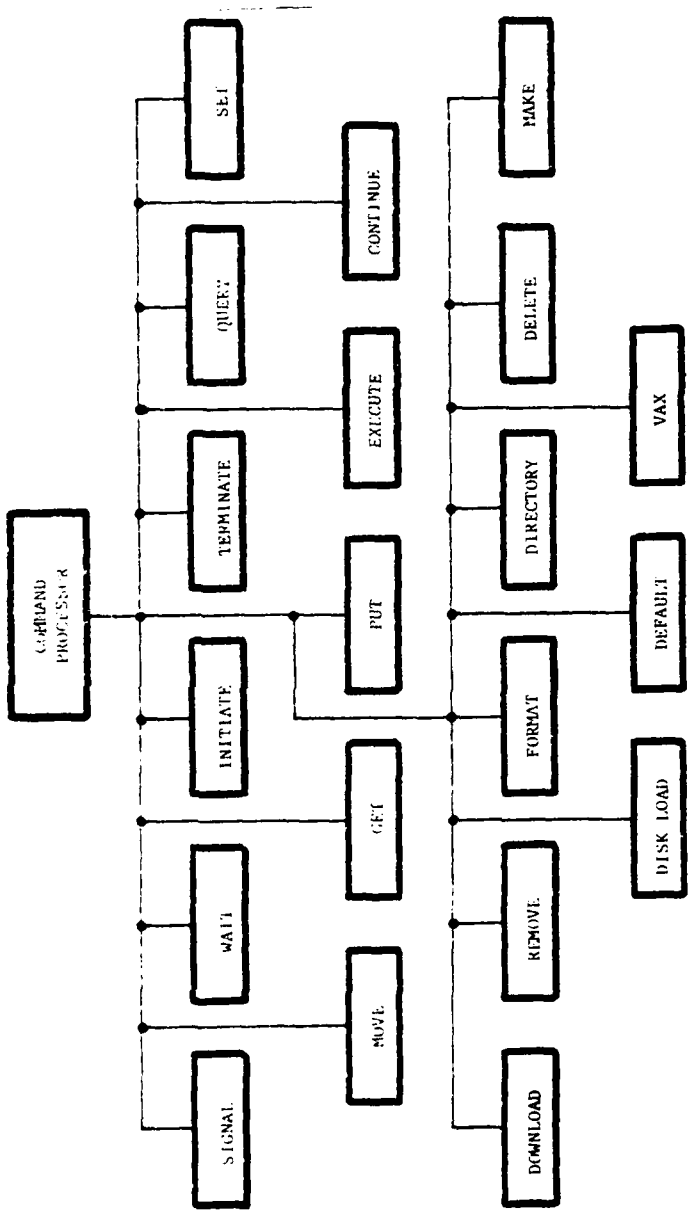 COMMAND
PROCESSOR
SIGNAL
WAIT
INITIATE
TERMINATE
QUERY
SET
MOVE
GET
PUT
EXECUTE
CONTINUE
DOWNLOAD
REMOVE
FORMAT
DIRECTORY
DELETE
MAKE
DISK LOAD
DEFAULT
VAX